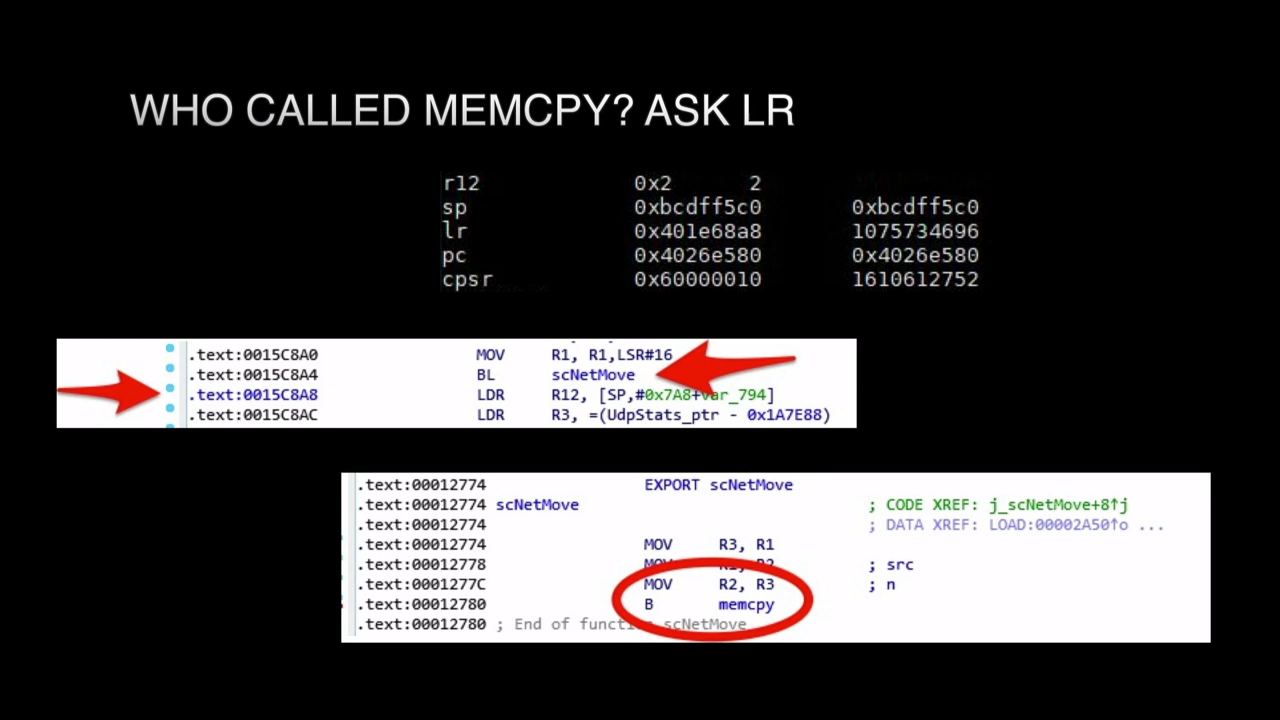 WHO CALLED MEMCPY? ASK LR
r12 0x2 2
sp 0xbcdff5c0 0xbcdff5c0
lr 0x401e68a8 1075734696
pc 0x4026e580 0x4026e580
cpsr 0x60000010 1610612752
.text:0015C8A0 MOV R1, R1,LSR#16
.text:0015C8A4 BL scNetMove
.text:0015C8A8 LDR R12, [SP,#0x7A8+var_794]
.text:0015C8AC LDR R3, =(UdpStats_ptr - 0x1A7E88)
.text:00012774 EXPORT scNetMove
.text:00012774 scNetMove ; CODE XREF: j_scNetMove+8↑j
.text:00012774 ; DATA XREF: LOAD:00002A50↑o ...
.text:00012774 MOV R3, R1
.text:00012778 MOV R1, R2 ; src
.text:0001277C MOV R2, R3 ; n
.text:00012780 B memcpy
.text:00012780 ; End of function scNetMove